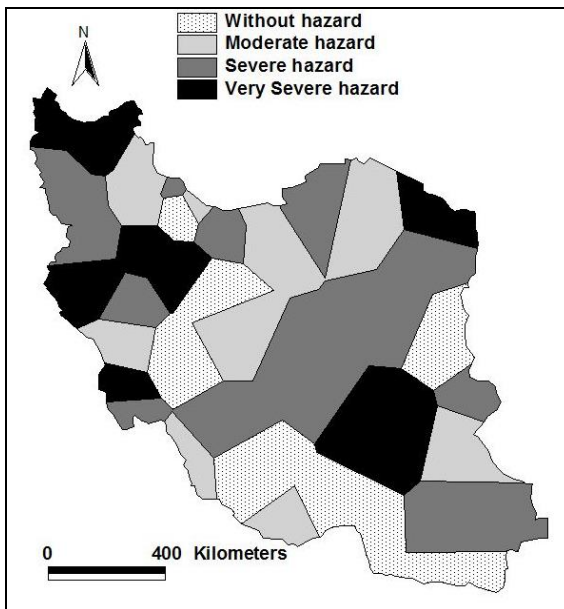 Without hazard
Moderate hazard
Severe hazard
Very Severe hazard
N
0 400 Kilometers